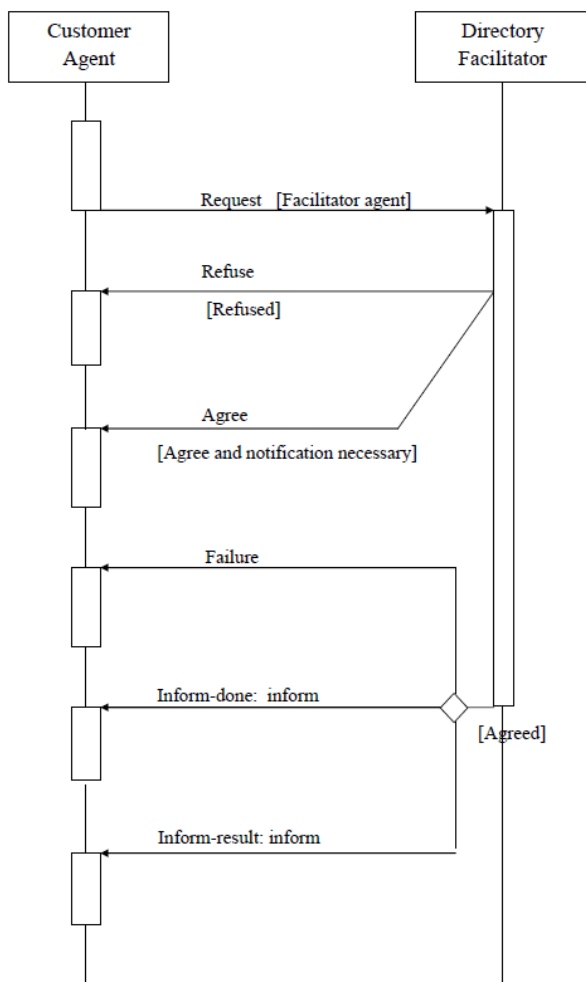 Customer
Agent
Directory
Facilitator
Request [Facilitator agent]
Refuse
[Refused]
Agree
[Agree and notification necessary]
Failure
Inform-done: inform
[Agreed]
Inform-result: inform